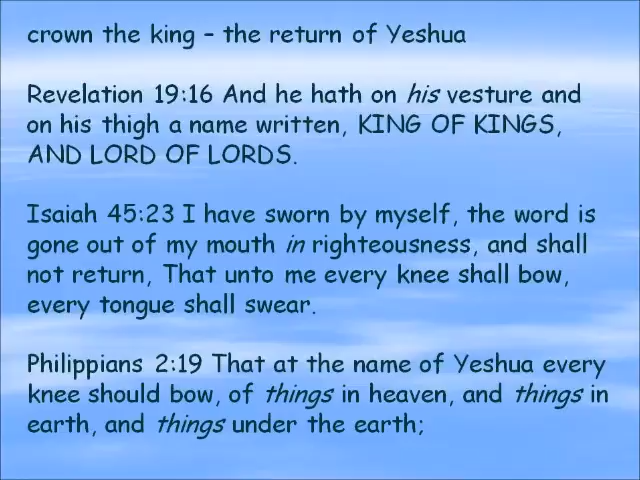 crown the king – the return of Yeshua
Revelation 19:16 And he hath on his vesture and
on his thigh a name written, KING OF KINGS,
AND LORD OF LORDS.
Isaiah 45:23 I have sworn by myself, the word is
gone out of my mouth in righteousness, and shall
not return, That unto me every knee shall bow,
every tongue shall swear.
Philippians 2:19 That at the name of Yeshua every
knee should bow, of things in heaven, and things in
earth, and things under the earth;